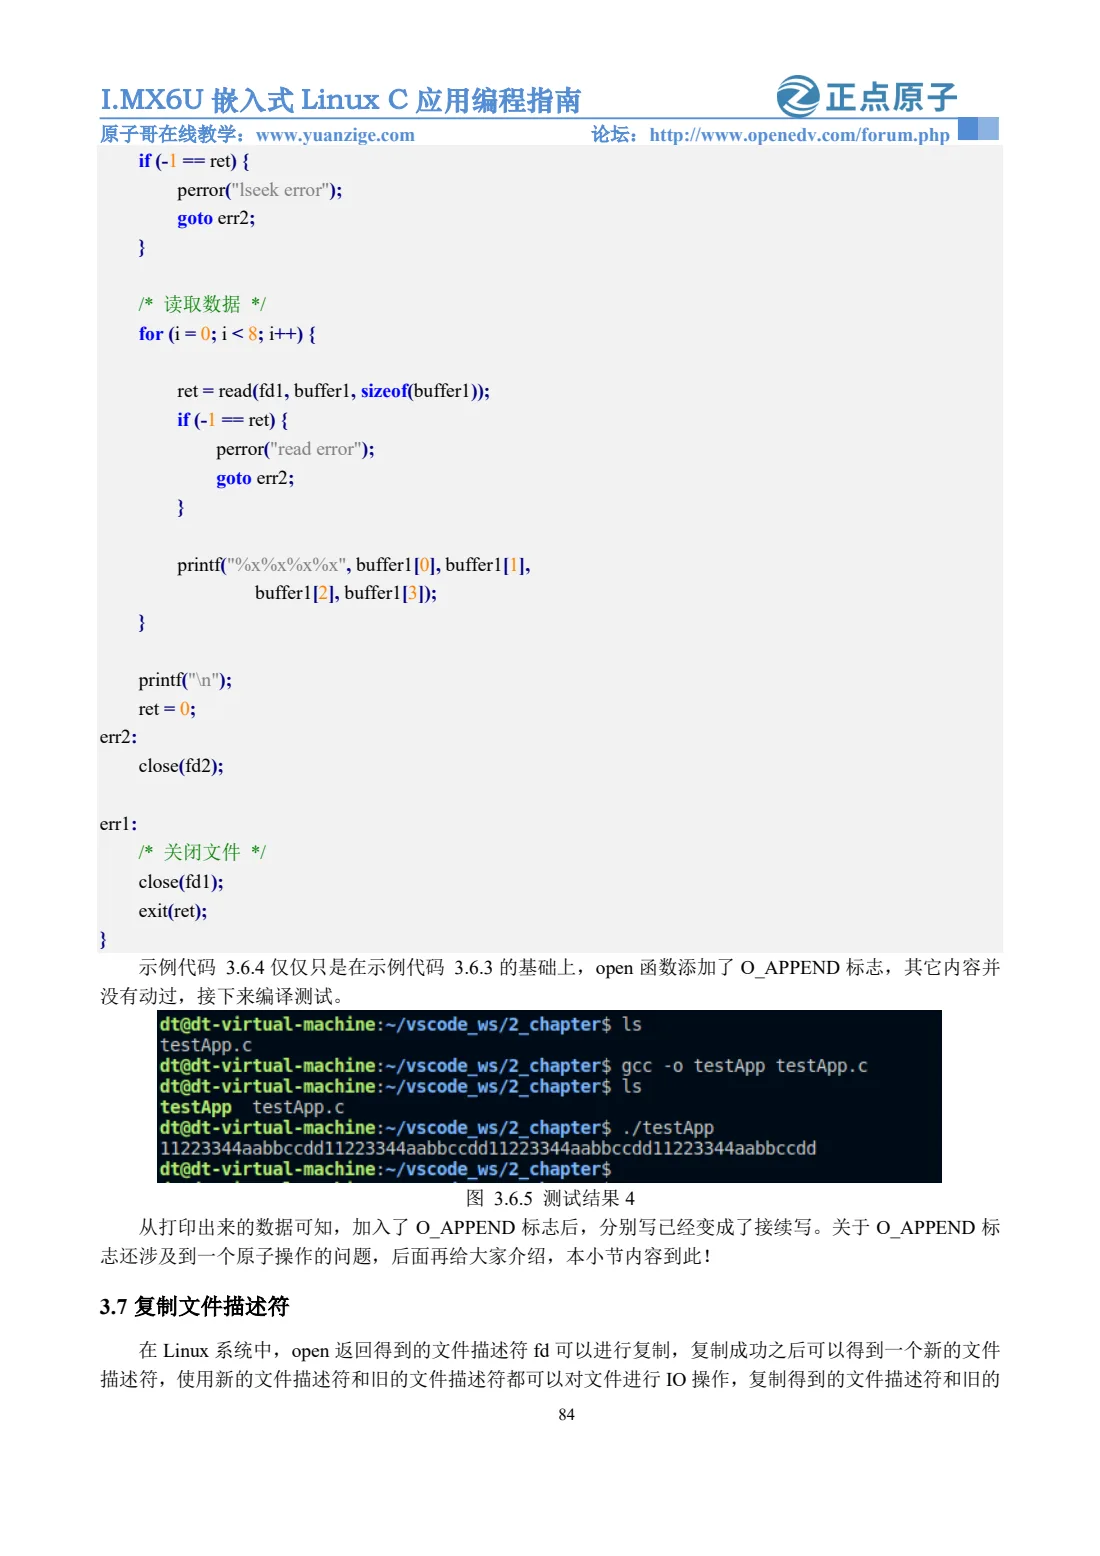 I.MX6U 嵌入式 Linux C 应用编程指南
正点原子
原子哥在线教学：www.yuanzige.com 论坛：http://www.openedv.com/forum.php
if (-1 == ret) {
perror("lseek error");
goto err2;
}
/* 读取数据 */
for (i = 0; i < 8; i++) {
ret = read(fd1, buffer1, sizeof(buffer1));
if (-1 == ret) {
perror("read error");
goto err2;
}
printf("%x%x%x%x", buffer1[0], buffer1[1],
buffer1[2], buffer1[3]);
}
printf("\n");
ret = 0;
err2:
close(fd2);
err1:
/* 关闭文件 */
close(fd1);
exit(ret);
}
示例代码 3.6.4 仅仅只是在示例代码 3.6.3 的基础上，open 函数添加了 O_APPEND 标志，其它内容并
没有动过，接下来编译测试。
dt@dt-virtual-machine:~/vscode_ws/2_chapter$ ls
testApp.c
dt@dt-virtual-machine:~/vscode_ws/2_chapter$ gcc -o testApp testApp.c
dt@dt-virtual-machine:~/vscode_ws/2_chapter$ ls
testApp testApp.c
dt@dt-virtual-machine:~/vscode_ws/2_chapter$ ./testApp
11223344aabbccdd11223344aabbccdd11223344aabbccdd11223344aabbccdd
dt@dt-virtual-machine:~/vscode_ws/2_chapter$
图 3.6.5 测试结果 4
从打印出来的数据可知，加入了 O_APPEND 标志后，分别写已经变成了接续写。关于 O_APPEND 标
志还涉及到一个原子操作的问题，后面再给大家介绍，本小节内容到此！
3.7 复制文件描述符
在 Linux 系统中，open 返回得到的文件描述符 fd 可以进行复制，复制成功之后可以得到一个新的文件
描述符，使用新的文件描述符和旧的文件描述符都可以对文件进行 IO 操作，复制得到的文件描述符和旧的
84